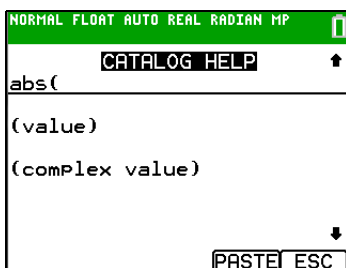 NORMAL FLOAT AUTO REAL RADIAN MP
CATALOG HELP
abs(
(value)
(complex value)
PASTE ESC